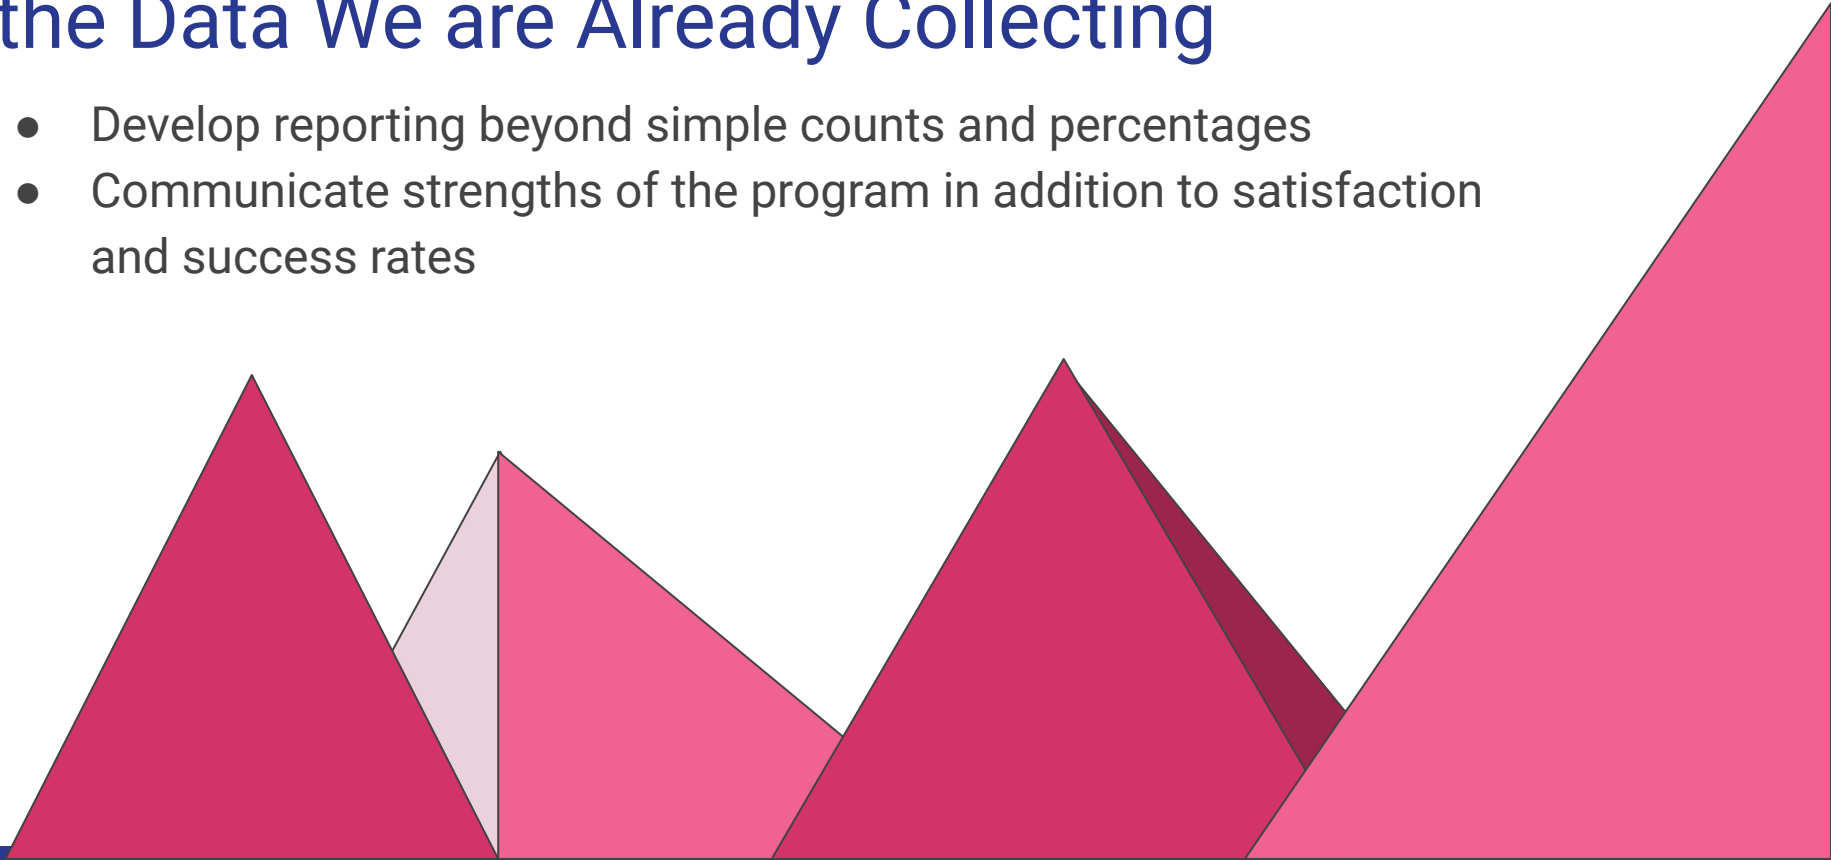 the Data We are Already Collecting
● Develop reporting beyond simple counts and percentages
● Communicate strengths of the program in addition to satisfaction
and success rates